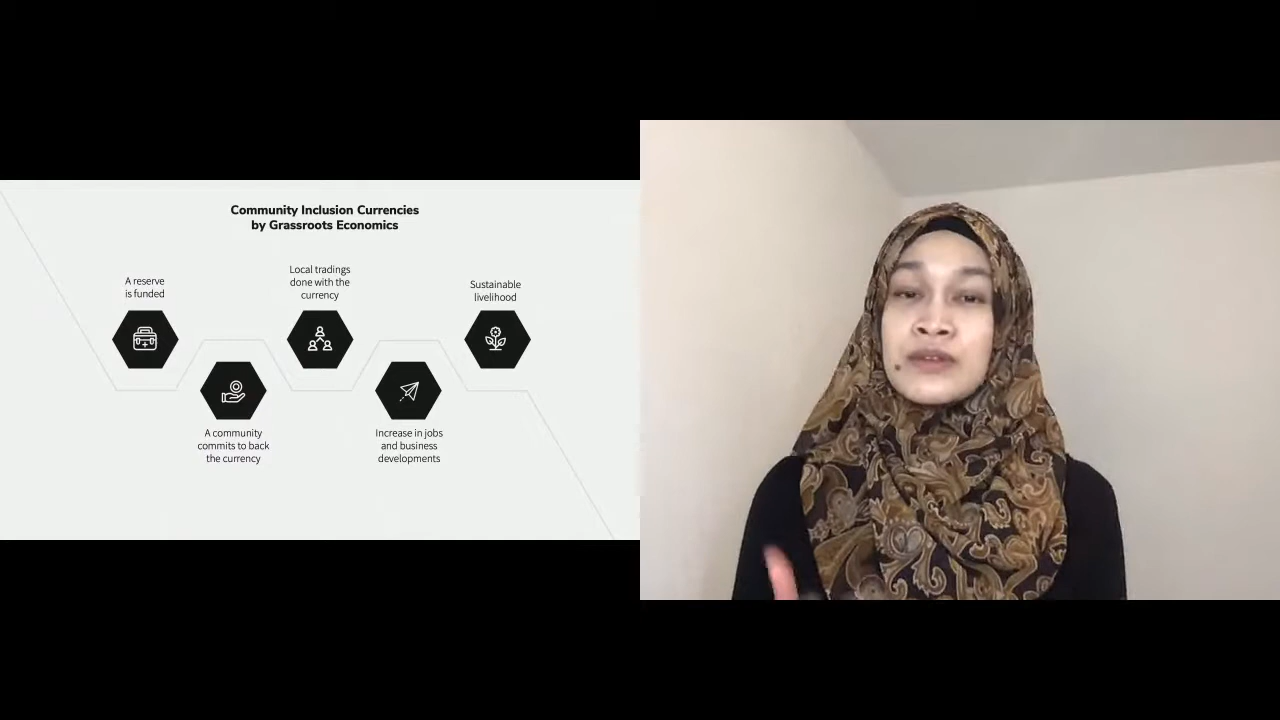 Community Inclusion Currencies
by Grassroots Economics
A reserve
is funded
A community
commits to back
the currency
Local tradings
done with the
currency
Increase in jobs
and business
developments
Sustainable
livelihood